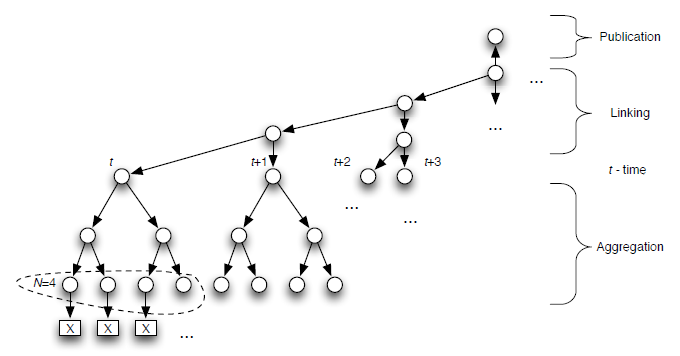 Publication
...
Linking
...
t
t+1
t+2
t+3
t - time
...
...
Aggregation
N=4
X
X
X
...